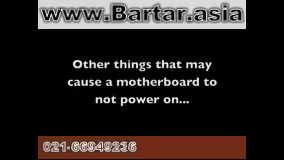 www.Bartar.asia
Other things that may
cause a motherboard to
not power on...
021-66949236